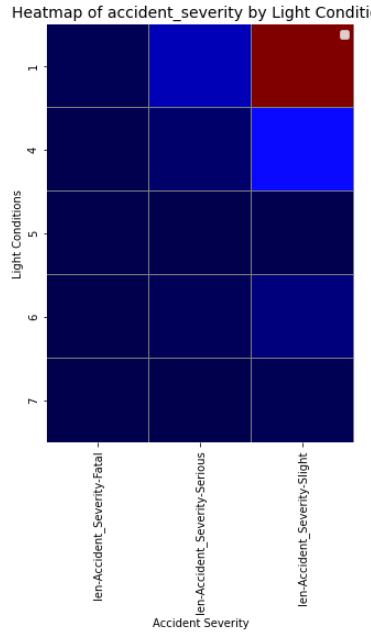 Heatmap of accident_severity by Light Conditi
1
4
5
6
7
Light Conditions
len-Accident_Severity-Fatal
len-Accident_Severity-Serious
len-Accident_Severity-Slight
Accident Severity